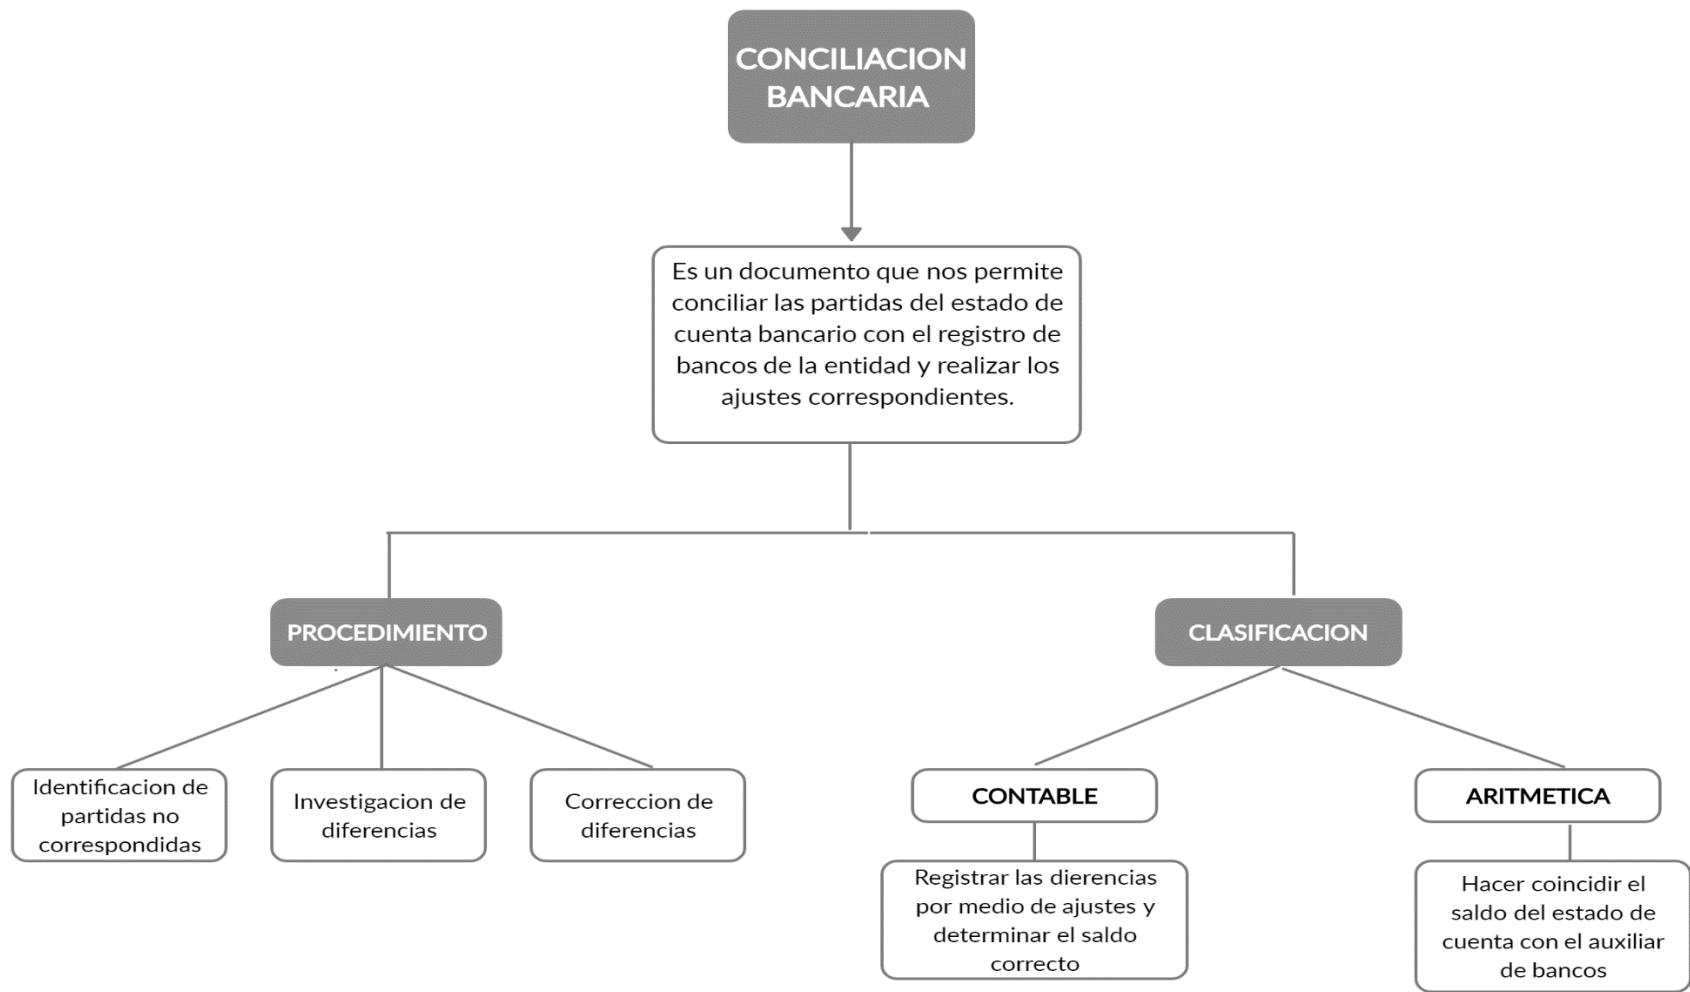 CONCILIACION
BANCARIA
Es un documento que nos permite
conciliar las partidas del estado de
cuenta bancario con el registro de
bancos de la entidad y realizar los
ajustes correspondientes.
PROCEDIMIENTO
CLASIFICACION
Identificacion de
partidas no
correspondidas
Investigacion de
diferencias
Correccion de
diferencias
CONTABLE
ARITMETICA
Registrar las dierencias
por medio de ajustes y
determinar el saldo
correcto
Hacer coincidir el
saldo del estado de
cuenta con el auxiliar
de bancos